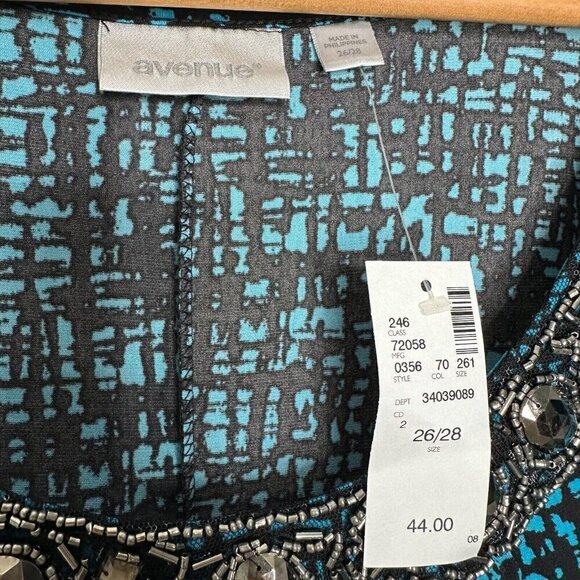 avenue®
MADE IN
PHILIPPINES
26/28
246
CLASS
72058
MFG
0356 70 261
STYLE COL SIZE
DEPT 34039089
CD
2
26/28
SIZE
44.00
08